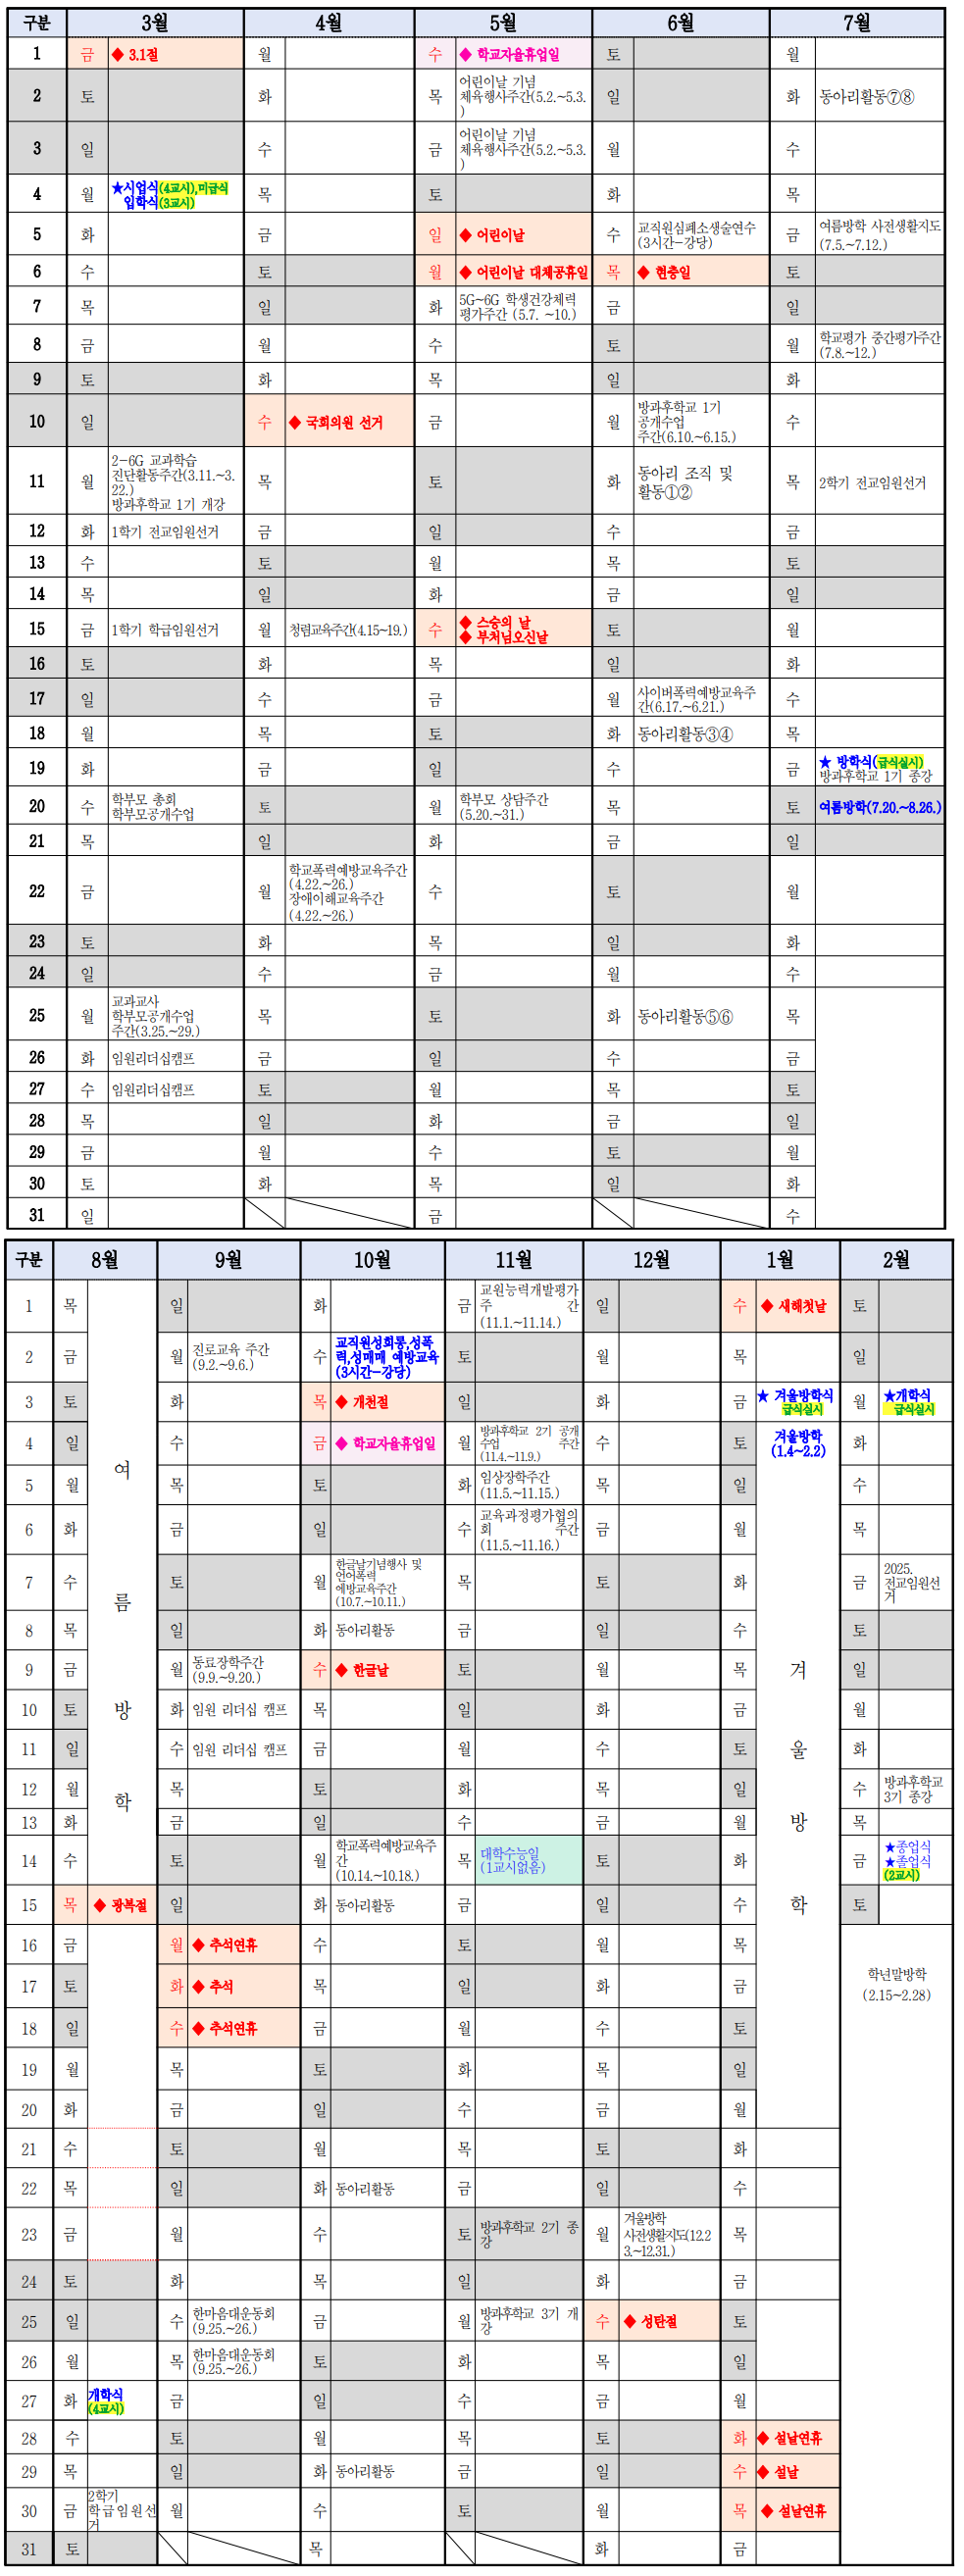 구분 3월 4월 5월 6월 7월
1 금 ◆ 3.1절 월 수 ◆ 학교자율휴업일 토 월
2 토 화 목 어린이날 기념
체육행사주간(5.2.~5.3.
) 일 화 동아리활동⑦⑧
3 일 수 금 어린이날 기념
체육행사주간(5.2.~5.3.
) 월 수
4 월 ★시업식(4교시),미급식
입학식(3교시) 목 토 화 목
5 화 금 일 ◆ 어린이날 수 교직원심폐소생술연수
(3시간-강당) 금 여름방학 사전생활지도
(7.5.~7.12.)
6 수 토 월 ◆ 어린이날 대체공휴일 목 ◆ 현충일 토
7 목 일 화 5G~6G 학생건강체력
평가주간 (5.7. ~10.) 금 일
8 금 월 수 토 월 학교평가 중간평가주간
(7.8.~12.)
9 토 화 목 일 화
10 일 수 ◆ 국회의원 선거 금 월 방과후학교 1기
공개수업
주간(6.10.~6.15.) 수
11 월 2-6G 교과학습
진단활동주간(3.11.~3.
22.)
방과후학교 1기 개강 목 토 화 동아리 조직 및
활동①② 목 2학기 전교임원선거
12 화 1학기 전교임원선거 금 일 수 금
13 수 토 월 목 토
14 목 일 화 금 일
15 금 1학기 학급임원선거 월 청렴교육주간(4.15~19.) 수 ◆ 스승의 날
◆ 부처님오신날 토 월
16 토 화 목 일 화
17 일 수 금 월 사이버폭력예방교육주
간(6.17.~6.21.) 수
18 월 목 토 화 동아리활동③④ 목
19 화 금 일 수 금 ★ 방학식(급식실시)
방과후학교 1기 종강
20 수 학부모 총회
학부모공개수업 토 월 학부모 상담주간
(5.20.~31.) 목 토 여름방학(7.20.~8.26.)
21 목 일 화 금 일
22 금 월 학교폭력예방교육주간
(4.22.~26.)
장애이해교육주간
(4.22.~26.) 수 토 월
23 토 화 목 일 화
24 일 수 금 월 수
25 월 교과교사
학부모공개수업
주간(3.25.~29.) 목 토 화 동아리활동⑤⑥ 목
26 화 임원리더십캠프 금 일 수 금
27 수 임원리더십캠프 토 월 목 토
28 목 일 화 금 일
29 금 월 수 토 월
30 토 화 목 일 화
31 일 금 수
구분 8월 9월 10월 11월 12월 1월 2월
1 목 일 화 금 교원능력개발평가
주 간
(11.1.~11.14.) 일 수 ◆ 새해첫날 토
2 금 월 진로교육 주간
(9.2.~9.6.) 수 교직원성희롱,성폭
력,성매매 예방교육
(3시간-강당) 토 월 목 일
3 토 화 목 ◆ 개천절 일 화 금 ★ 겨울방학식
급식실시 월 ★개학식
급식실시
4 일 수 금 ◆ 학교자율휴업일 월 방과후학교 2기 공개
수업 주간
(11.4.~11.9.) 수 토 겨울방학
(1.4~2.2) 화
여
5 월 목 토 화 임상장학주간
(11.5.~11.15.) 목 일 수
6 화 금 일 수 교육과정평가협의
회 주간
(11.5.~11.16.) 금 월 목
7 수 토 월 한글날기념행사 및
언어폭력
예방교육주간
(10.7.~10.11.) 목 토 화 금 2025.
전교임원선
거
름
8 목 일 화 동아리활동 금 일 수 토
9 금 월 동료장학주간
(9.9.~9.20.) 수 ◆ 한글날 토 월 목 겨 일
10 토 방 화 임원 리더십 캠프 목 일 화 금 월
11 일 수 임원 리더십 캠프 금 월 수 토 울 화
12 월 학 목 토 화 목 일 수 방과후학교
3기 종강
13 화 금 일 수 금 월 방 목
14 수 토 월 학교폭력예방교육주
간
(10.14.~10.18.) 목 대학수능일
(1교시없음) 토 화 금 ★종업식
★졸업식
(2교시)
15 목 ◆ 광복절 일 화 동아리활동 금 일 수 학 토
16 금 월 ◆ 추석연휴 수 토 월 목
17 토 화 ◆ 추석 목 일 화 금 학년말방학
(2.15~2.28)
18 일 수 ◆ 추석연휴 금 월 수 토
19 월 목 토 화 목 일
20 화 금 일 수 금 월
21 수 토 월 목 토 화
22 목 일 화 동아리활동 금 일 수
23 금 월 수 토 방과후학교 2기 종
강 월 겨울방학
사전생활지도(12.2
3.~12.31.) 목
24 토 화 목 일 화 금
25 일 수 한마음대운동회
(9.25.~26.) 금 월 방과후학교 3기 개
강 수 ◆ 성탄절 토
26 월 목 한마음대운동회
(9.25.~26.) 토 화 목 일
27 화 개학식
(4교시) 금 일 수 금 월
28 수 토 월 목 토 화 ◆ 설날연휴
29 목 일 화 동아리활동 금 일 수 ◆ 설날
30 금 2학기
학급임원선
거 월 수 토 월 목 ◆ 설날연휴
31 토 목 화 금